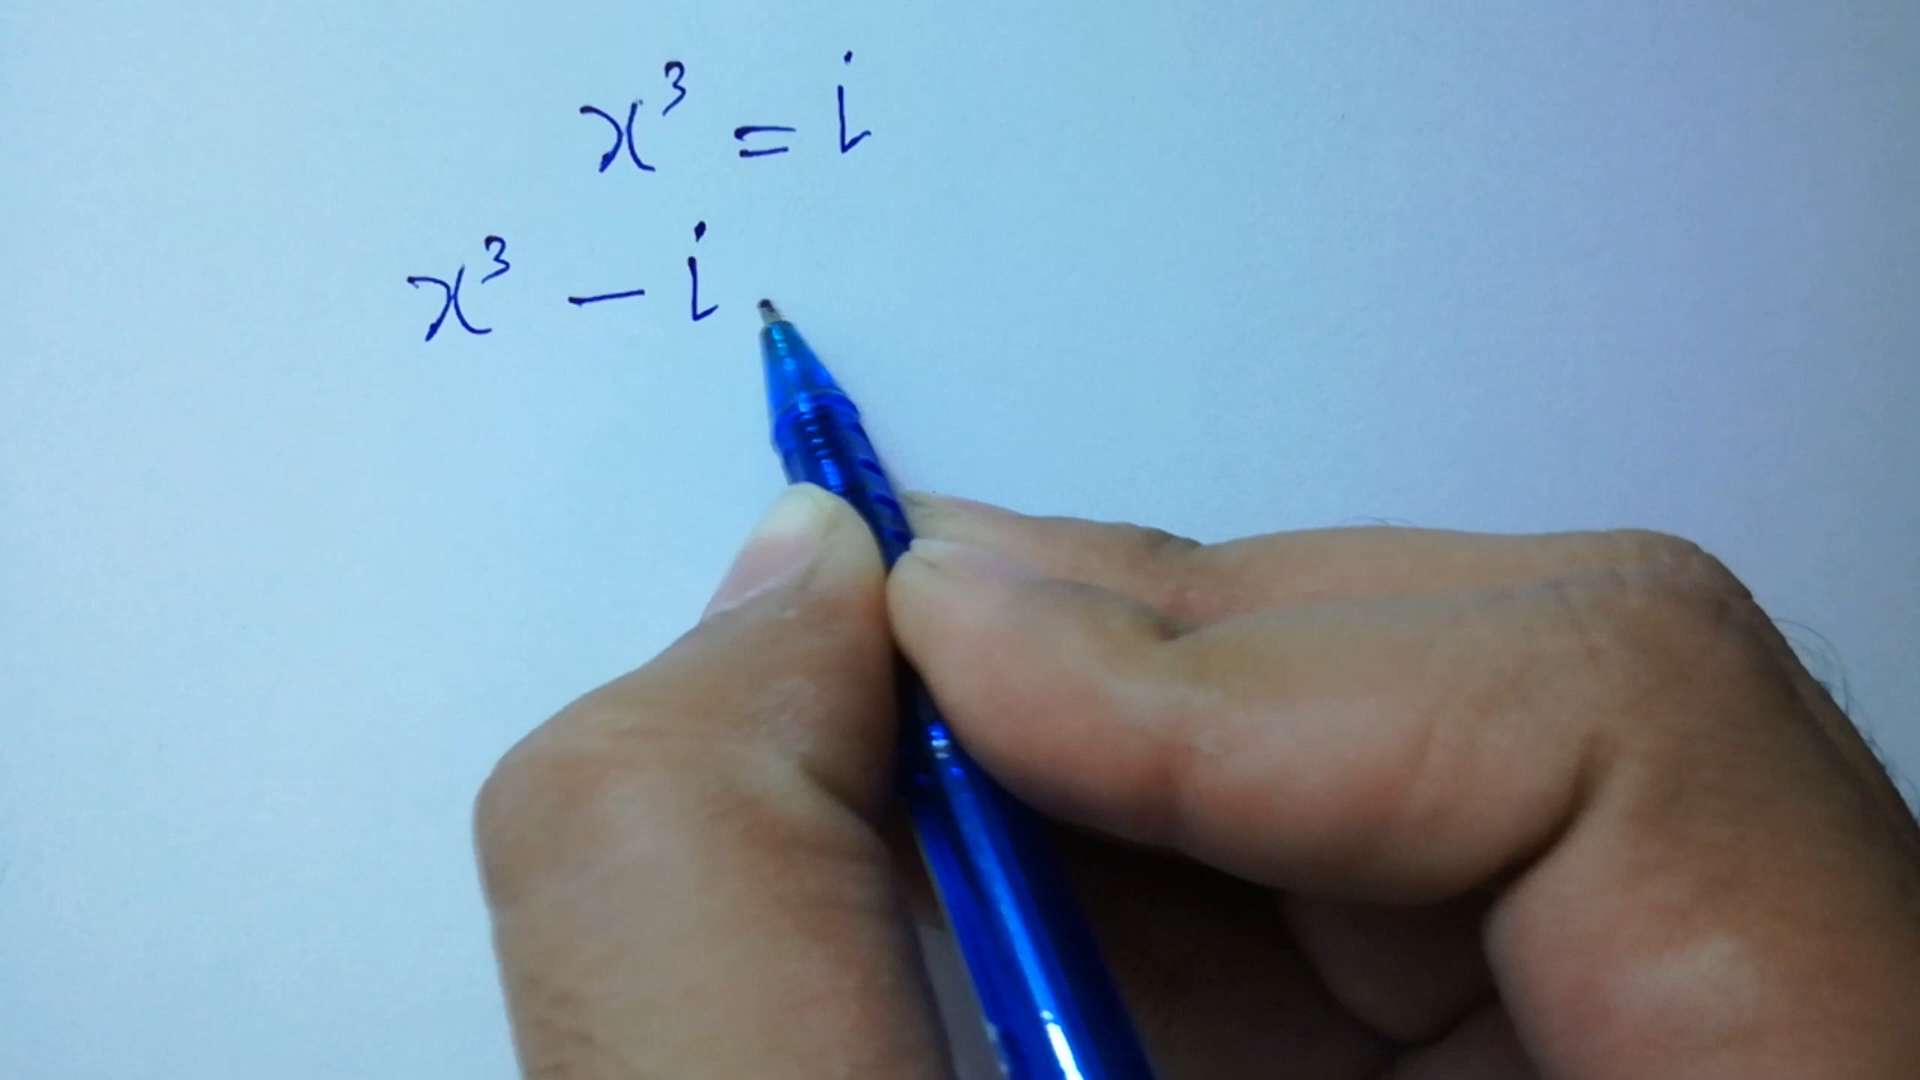 x³ = i
x³ − i